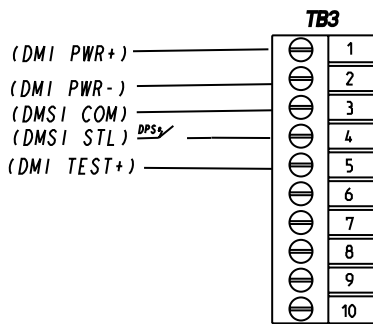 TB3
(DMI PWR+) 1
(DMI PWR-) 2
(DMSI COM) 3
(DMSI STL) DPS 4
(DMI TEST+) 5
6
7
8
9
10